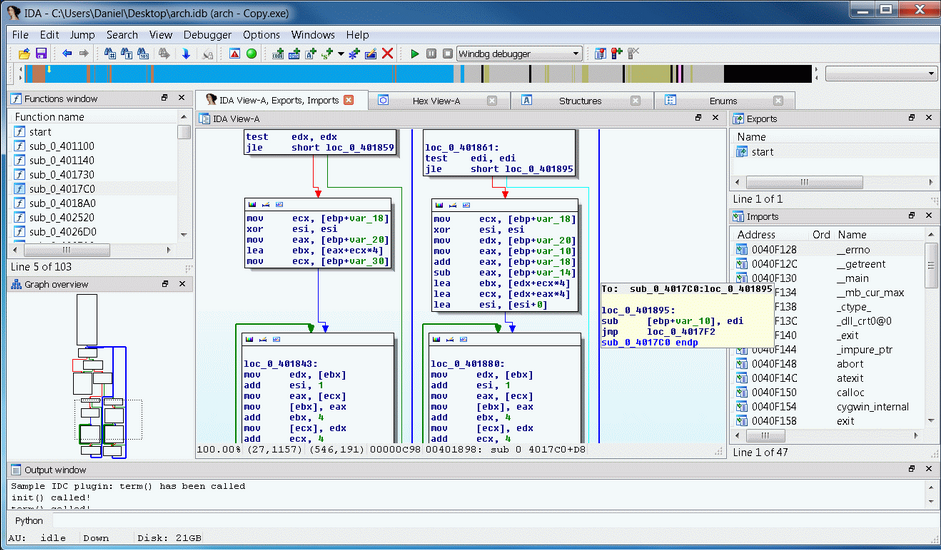 IDA - C:\Users\Daniel\Desktop\arch.idb (arch - Copy.exe)
File Edit Jump Search View Debugger Options Windows Help
Windbg debugger
Functions window
Function name
start
sub_0_401100
sub_0_401140
sub_0_401730
sub_0_4017C0
sub_0_4018A0
sub_0_402520
sub_0_4026D0
Line 5 of 103
Graph overview
IDA View-A, Exports, Imports
Hex View-A
Structures
Enums
IDA View-A
test edx, edx
jle short loc_0_401859
loc_0_401861:
test edi, edi
jle short loc_0_401895
mov ecx, [ebp+var_18]
xor esi, esi
mov eax, [ebp+var_20]
lea ebx, [eax+ecx*4]
mov ecx, [ebp+var_30]
mov ecx, [ebp+var_18]
xor esi, esi
mov edx, [ebp+var_20]
mov eax, [ebp+var_10]
add eax, [ebp+var_18]
sub eax, [ebp+var_14]
lea ebx, [edx+ecx*4]
lea ecx, [edx+eax*4]
lea esi, [esi+0]
loc_0_401843:
mov edx, [ebx]
add esi, 1
mov eax, [ecx]
mov [ebx], eax
add ebx, 4
mov [ecx], edx
add ecx, 4
loc_0_401880:
mov edx, [ebx]
add esi, 1
mov eax, [ecx]
mov [ebx], eax
add ebx, 4
mov [ecx], edx
add ecx, 4
To: sub_0_4017C0:loc_0_401895
loc_0_401895:
sub [ebp+var_10], edi
jmp loc_0_4017F2
sub_0_4017C0 endp
100.00% (27,1157) (546,191) 00000C98 00401898: sub 0 4017C0+D8
Exports
Name
start
Line 1 of 1
Imports
Address Ord Name
0040F128 __errno
0040F12C __getreent
0040F130 __main
0040F134 __mb_cur_max
0040F138 _ctype_
0040F13C _dll_crt0@0
0040F140 _exit
0040F144 _impure_ptr
0040F148 abort
0040F14C atexit
0040F150 calloc
0040F154 cygwin_internal
0040F158 exit
Line 1 of 47
Output window
Sample IDC plugin: term() has been called
init() called!
term() called!
Python
AU: idle Down Disk: 21GB